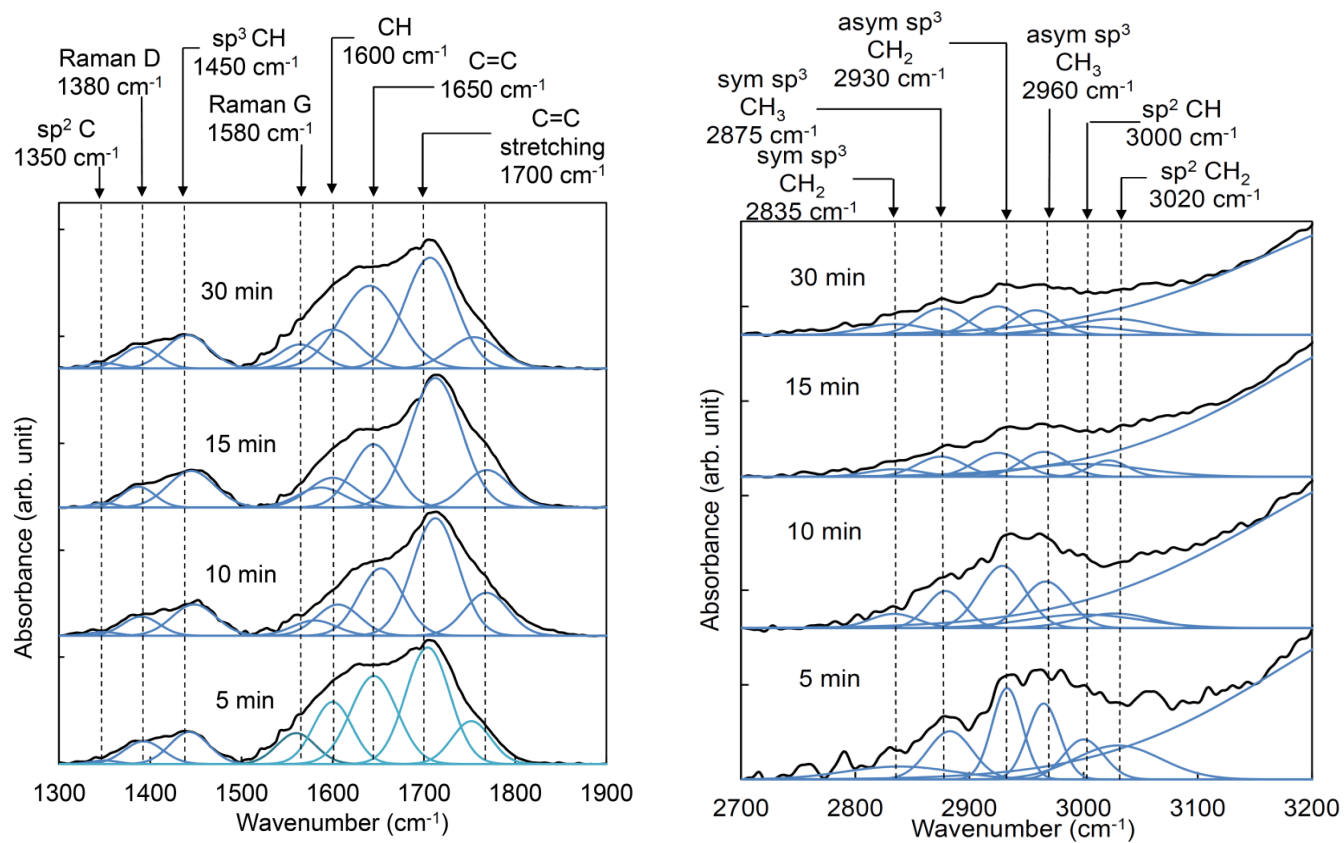 Raman D
1380 cm⁻¹
sp³ CH
1450 cm⁻¹
CH
1600 cm⁻¹
C=C
1650 cm⁻¹
sp² C
1350 cm⁻¹
Raman G
1580 cm⁻¹
C=C
stretching
1700 cm⁻¹
30 min
15 min
10 min
5 min
Absorbance (arb. unit)
1300 1400 1500 1600 1700 1800 1900
Wavenumber (cm⁻¹)
asym sp³
CH₂
2930 cm⁻¹
asym sp³
CH₃
2960 cm⁻¹
sym sp³
CH₃
2875 cm⁻¹
sp² CH
3000 cm⁻¹
sym sp³
CH₂
2835 cm⁻¹
sp² CH₂
3020 cm⁻¹
30 min
15 min
10 min
5 min
Absorbance (arb. unit)
2700 2800 2900 3000 3100 3200
Wavenumber (cm⁻¹)